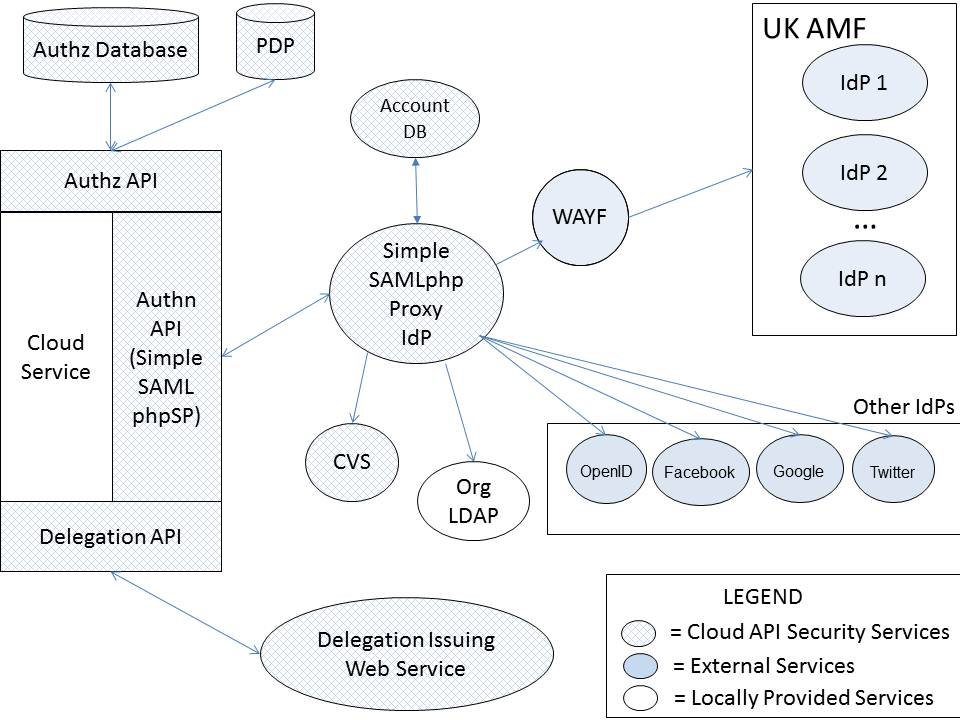 Authz Database
PDP
UK AMF
IdP 1
IdP 2
...
IdP n
Account
DB
WAYF
Authz API
Cloud
Service
Authn
API
(Simple
SAML
phpSP)
Simple
SAMLphp
Proxy
IdP
Delegation API
CVS
Org
LDAP
Other IdPs
OpenID
Facebook
Google
Twitter
Delegation Issuing
Web Service
LEGEND
= Cloud API Security Services
= External Services
= Locally Provided Services